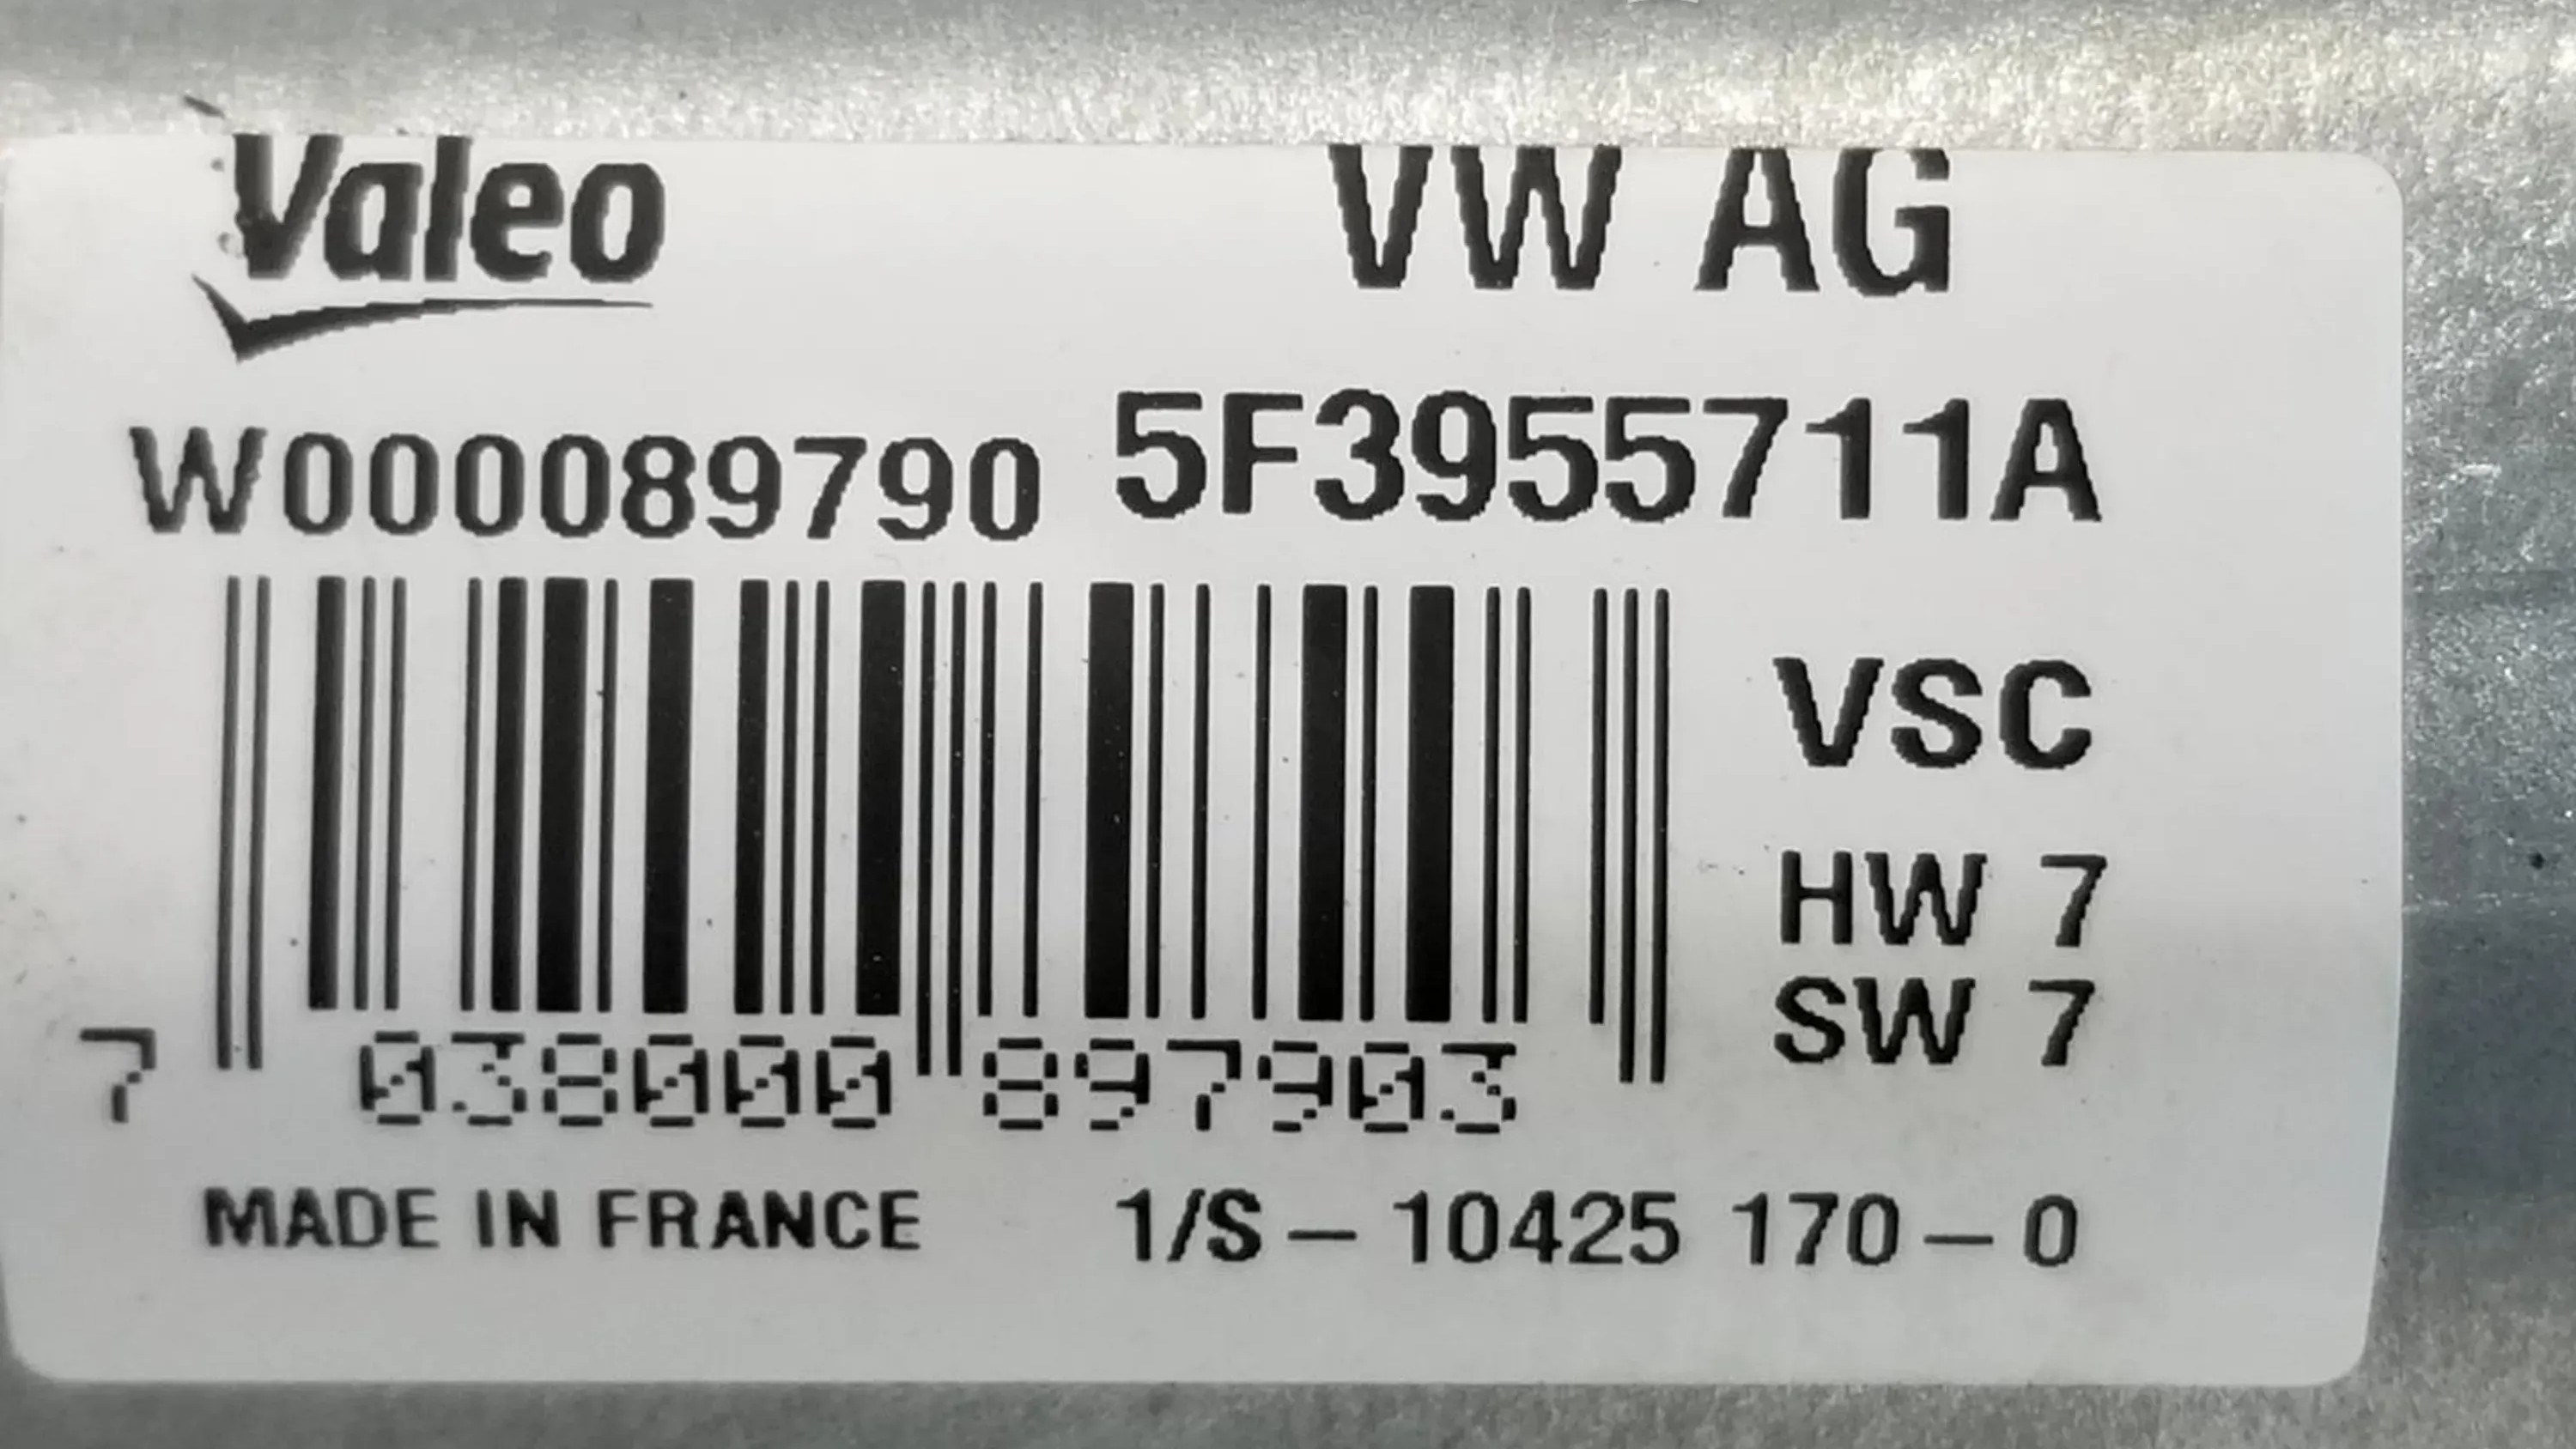 Valeo VW AG
W000089790 5F3955711A
VSC
HW 7
SW 7
7 038000 897903
MADE IN FRANCE 1/S – 10425 170 – 0